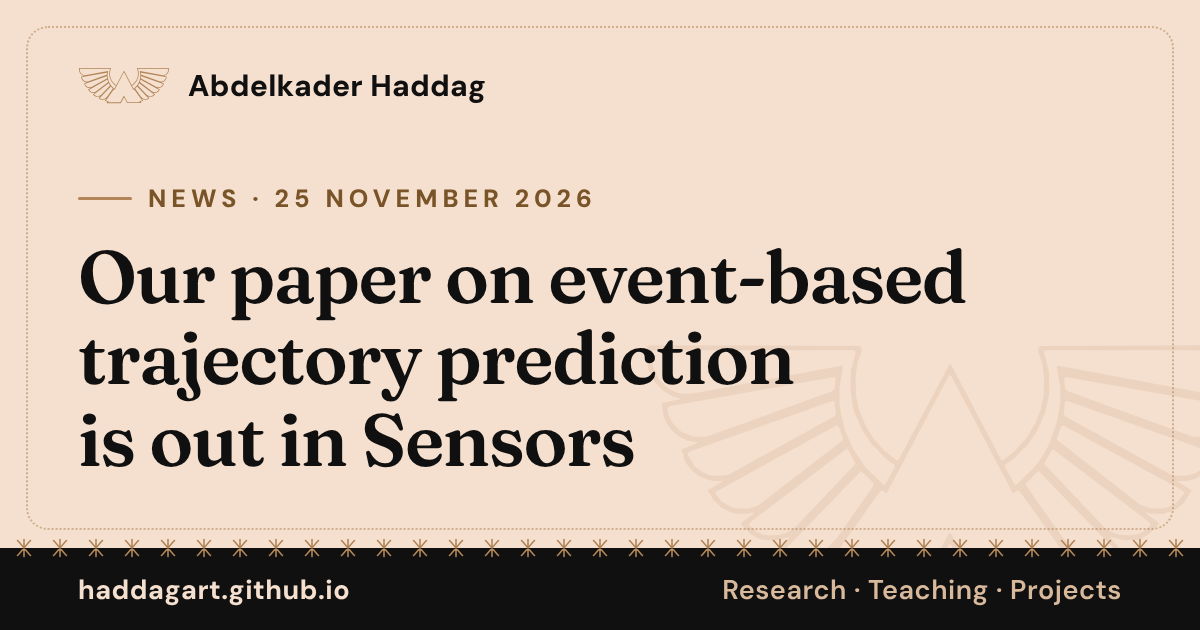 Abdelkader Haddag
NEWS · 25 NOVEMBER 2026
Our paper on event-based
trajectory prediction
is out in Sensors
haddagart.github.io
Research · Teaching · Projects